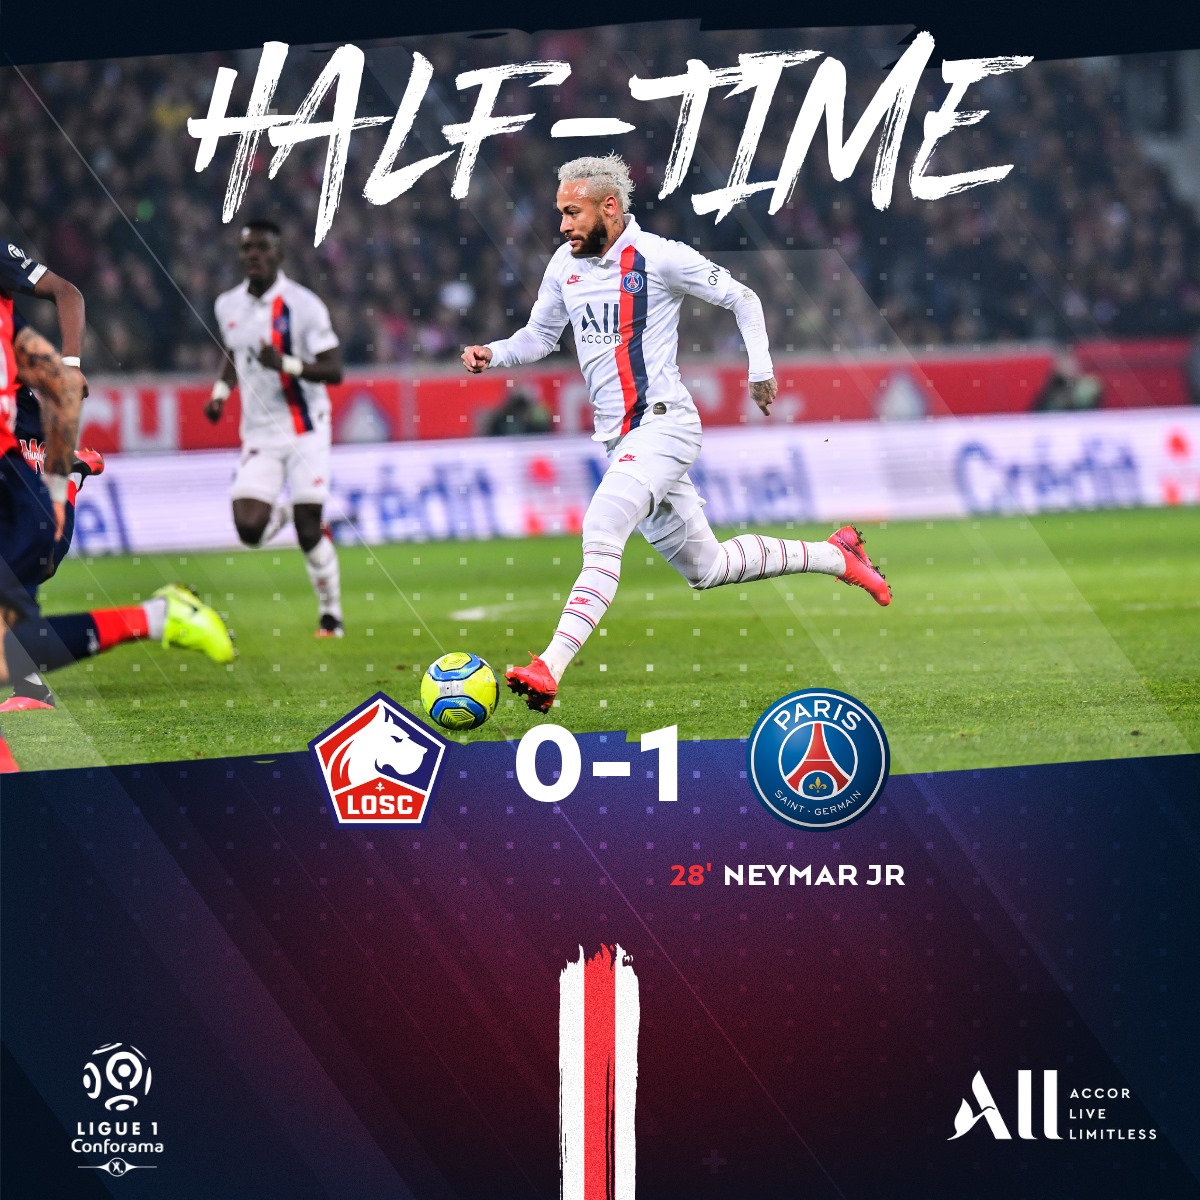 HALF-TIME
QN
All
ACCOR
Crédit Mutuel
Crédit
LOSC
0-1
PARIS
SAINT-GERMAIN
28' NEYMAR JR
LIGUE 1
Conforama
All
ACCOR
LIVE
LIMITLESS